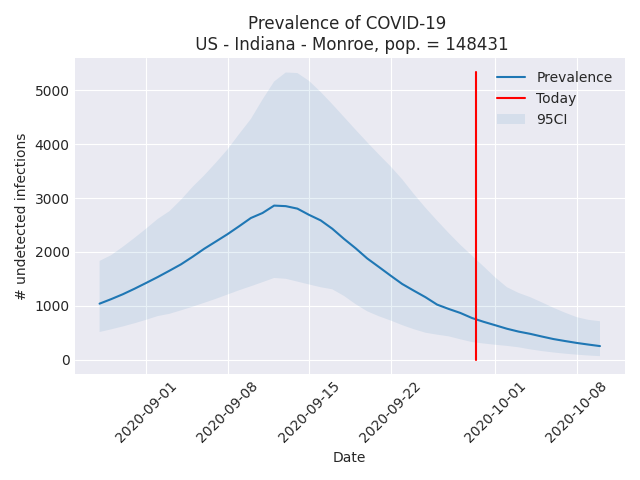 Prevalence of COVID-19
US - Indiana - Monroe, pop. = 148431
Prevalence
Today
95CI
# undetected infections
5000
4000
3000
2000
1000
0
2020-09-01
2020-09-08
2020-09-15
2020-09-22
2020-10-01
2020-10-08
Date